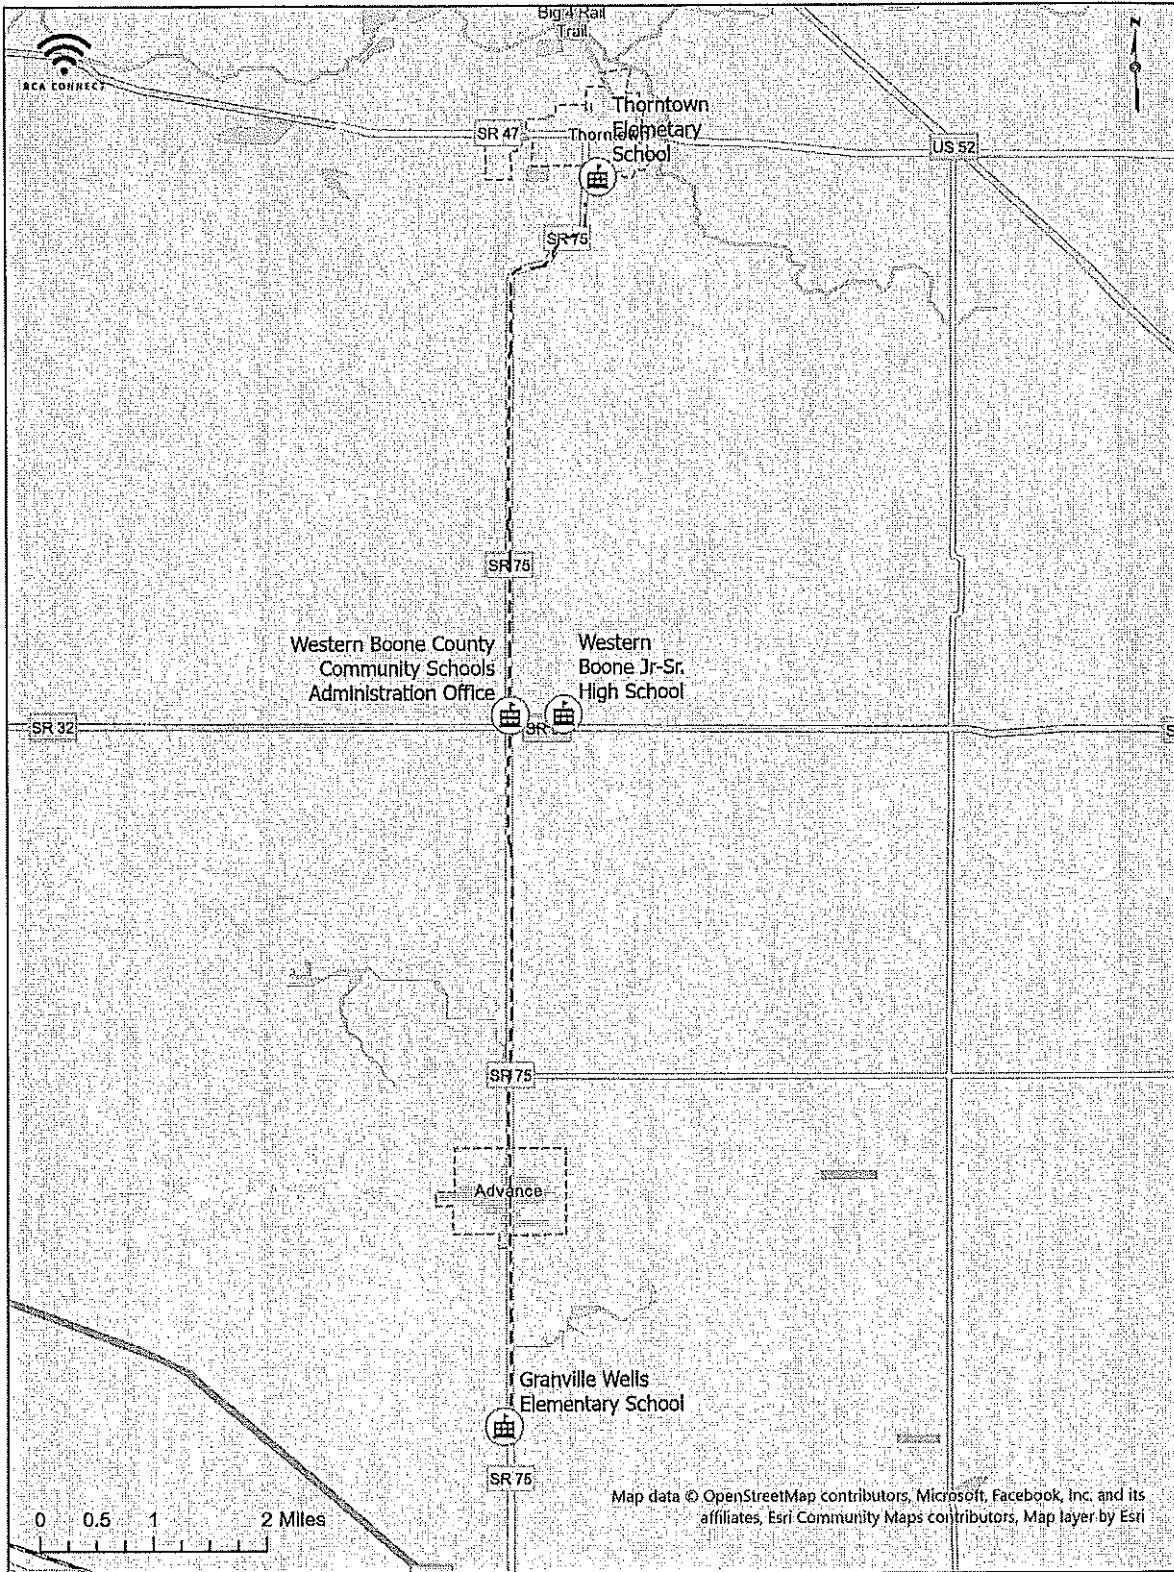 Big 4 Rail
Trail
N
BCA CONNECT
Thorntown
Elemetary
School
SR 47
US 52
SR 75
SR 75
Western Boone County
Community Schools
Administration Office
Western
Boone Jr-Sr.
High School
SR 32
SR
S
SR 75
Advance
Granville Wells
Elementary School
SR 75
Map data © OpenStreetMap contributors, Microsoft, Facebook, Inc. and its
affiliates, Esri Community Maps contributors, Map layer by Esri
0 0.5 1 2 Miles